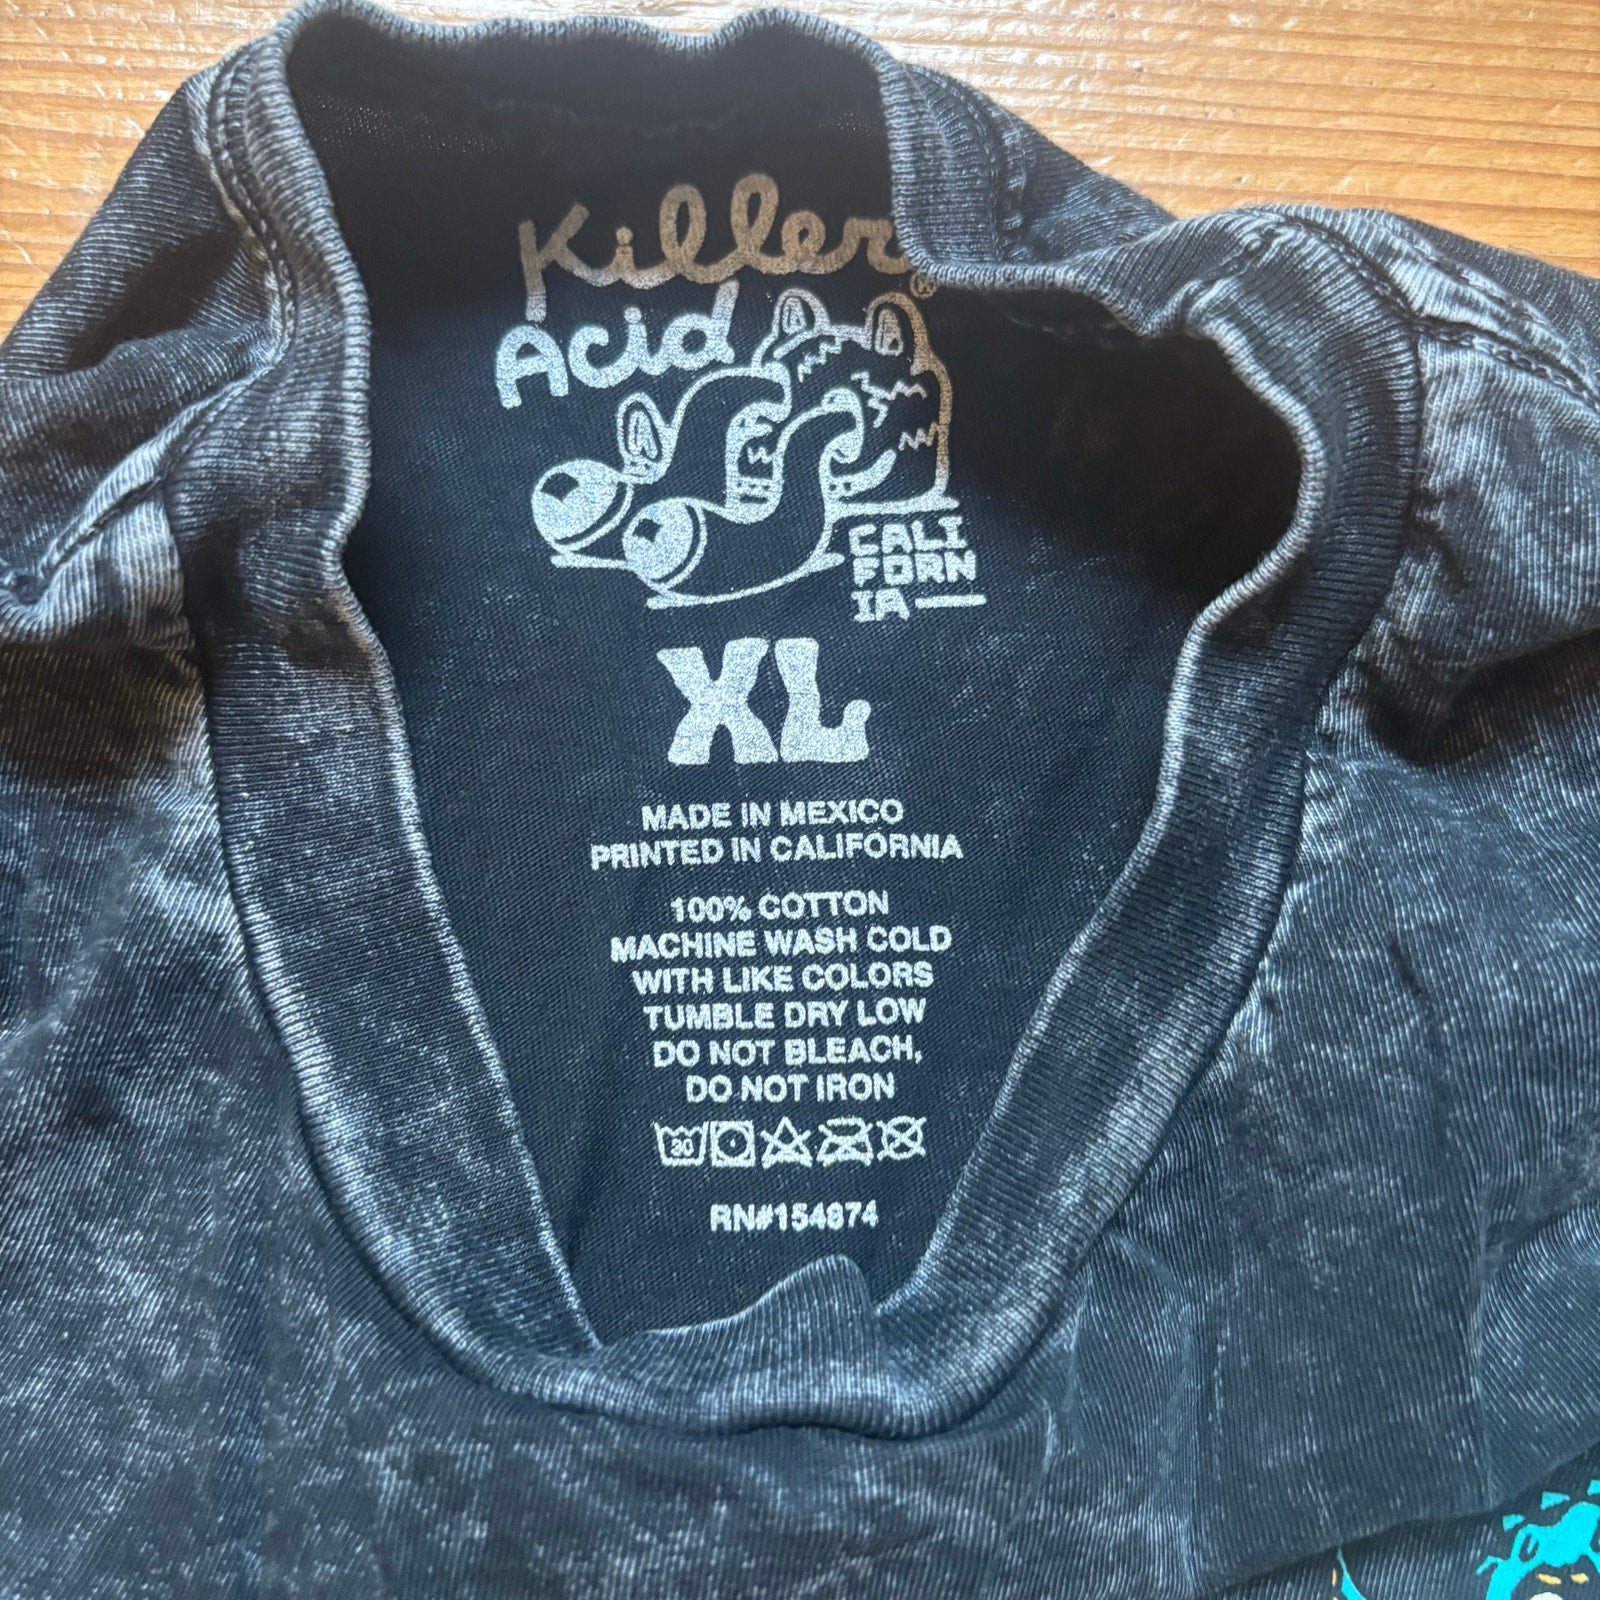 Killer
Acid
®
CALI
FORN
IA
XL
MADE IN MEXICO
PRINTED IN CALIFORNIA
100% COTTON
MACHINE WASH COLD
WITH LIKE COLORS
TUMBLE DRY LOW
DO NOT BLEACH,
DO NOT IRON
30
RN#154874